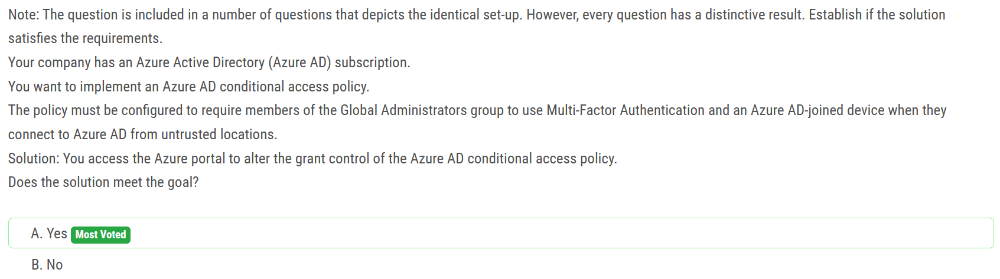 Note: The question is included in a number of questions that depicts the identical set-up. However, every question has a distinctive result. Establish if the solution
satisfies the requirements.
Your company has an Azure Active Directory (Azure AD) subscription.
You want to implement an Azure AD conditional access policy.
The policy must be configured to require members of the Global Administrators group to use Multi-Factor Authentication and an Azure AD-joined device when they
connect to Azure AD from untrusted locations.
Solution: You access the Azure portal to alter the grant control of the Azure AD conditional access policy.
Does the solution meet the goal?
A. Yes Most Voted
B. No